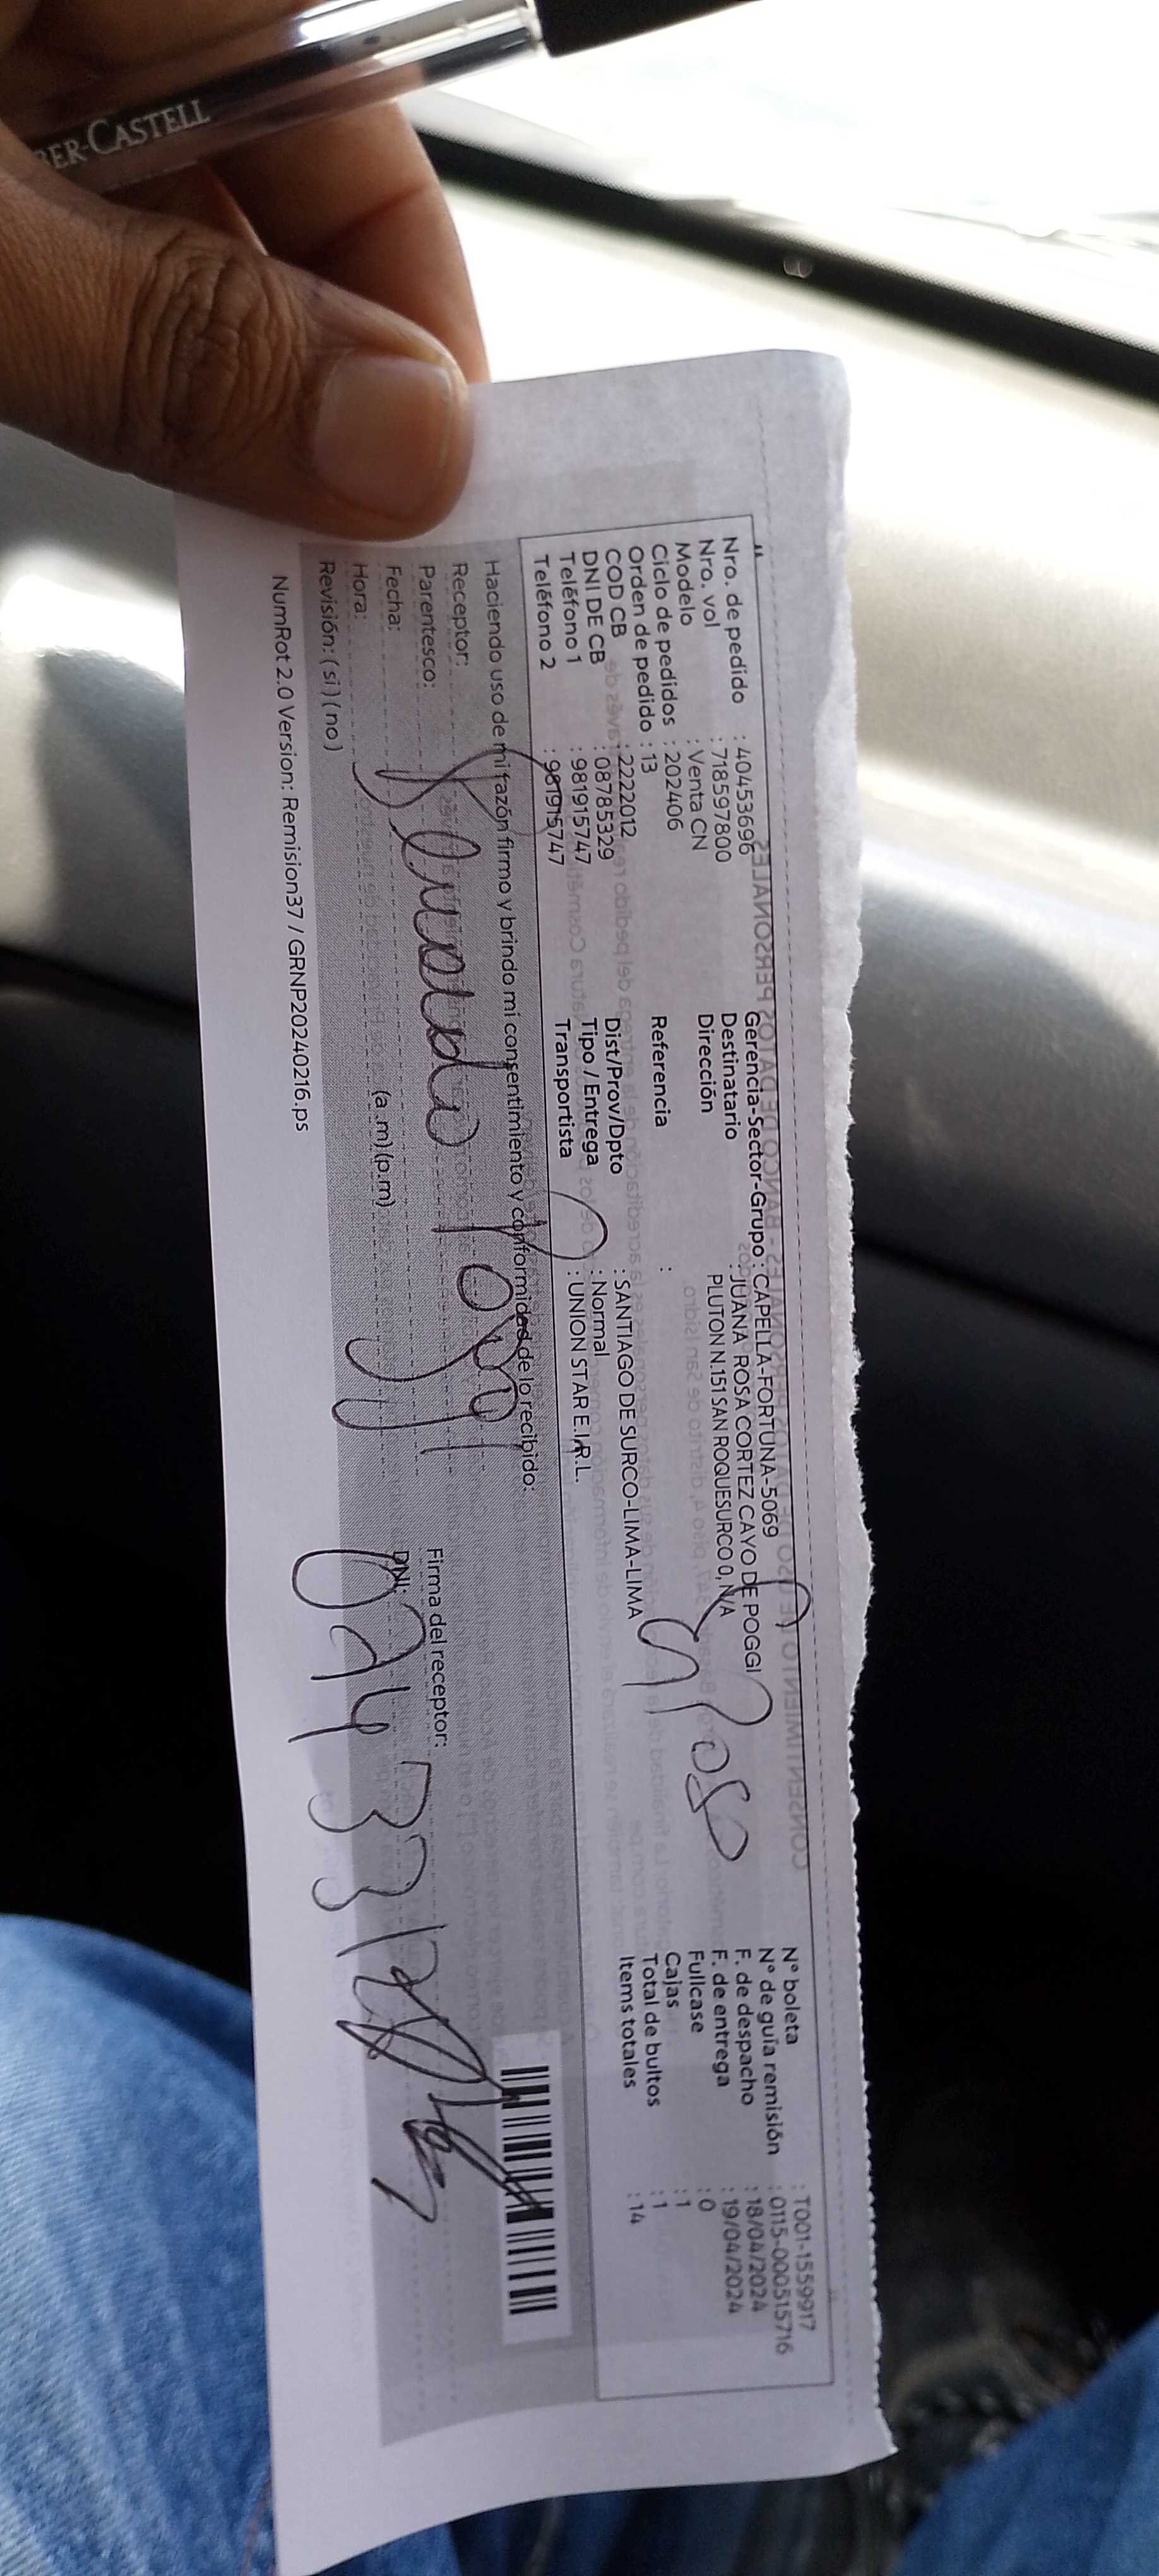 BER-CASTELL
Nro. de pedido : 40453696
Nro. vol : 718597800
Modelo : Venta CN
Ciclo de pedidos : 202406
Orden de pedido : 13
COD CB : 2222012
DNI DE CB : 08785329
Teléfono 1 : 981915747
Teléfono 2 : 981915747
Gerencia-Sector-Grupo : CAPELLA-FORTUNA-5069
Destinatario : JUANA ROSA CORTEZ CAYO DE POGGI
Dirección PLUTON N.151 SAN ROQUESURCO 0, N/A
Referencia :
Dist/Prov/Dpto : SANTIAGO DE SURCO-LIMA-LIMA
Tipo / Entrega : Normal
Transportista : UNION STAR E.I.R.L.
N° boleta : T001-1559917
N° de guía remisión : 0115-000515716
F. de despacho : 18/04/2024
F. de entrega : 19/04/2024
Fullcase : 0
Cajas : 1
Total de bultos : 1
Items totales : 14
Esposo
Haciendo uso de mi razón firmo y brindo mi consentimiento y conformidad de lo recibido:
Receptor:
Parentesco:
Fecha:
Hora: (a.m)(p.m)
Revisión: (si) (no)
Poggi
Firma del receptor:
DNI:
NumRot 2.0 Version: Remision37 / GRNP20240216.ps